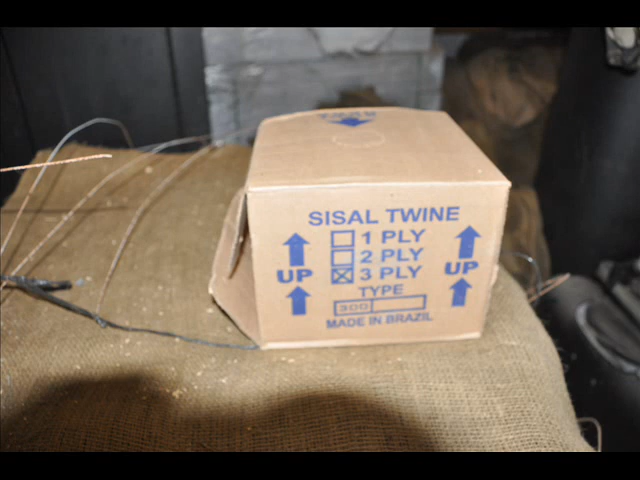 SISAL TWINE
1 PLY
2 PLY
3 PLY
UP UP
TYPE
300
MADE IN BRAZIL